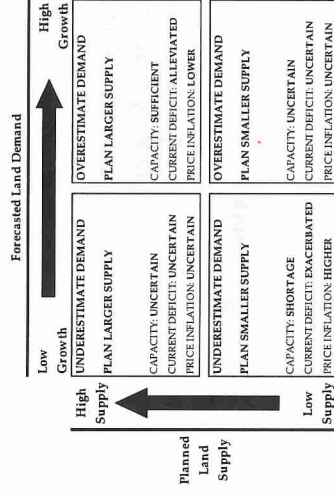 Forecasted Land Demand
Low
Growth
High
Growth
High
Supply
Planned
Land
Supply
Low
Supply
UNDERESTIMATE DEMAND
PLAN LARGER SUPPLY
CAPACITY: UNCERTAIN
CURRENT DEFICIT: UNCERTAIN
PRICE INFLATION: UNCERTAIN
OVERESTIMATE DEMAND
PLAN LARGER SUPPLY
CAPACITY: SUFFICIENT
CURRENT DEFICIT: ALLEVIATED
PRICE INFLATION: LOWER
UNDERESTIMATE DEMAND
PLAN SMALLER SUPPLY
CAPACITY: SHORTAGE
CURRENT DEFICIT: EXACERBATED
PRICE INFLATION: HIGHER
OVERESTIMATE DEMAND
PLAN SMALLER SUPPLY
CAPACITY: UNCERTAIN
CURRENT DEFICIT: UNCERTAIN
PRICE INFLATION: UNCERTAIN